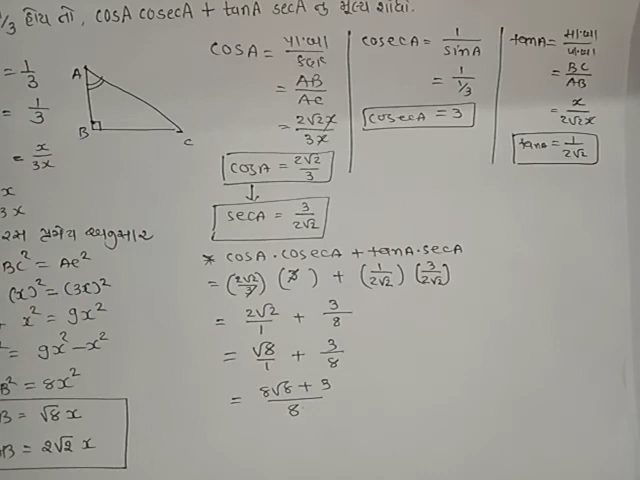 1/3 હોય તો, cosA cosecA + tanA secA નું મૂલ્ય શોધો.
= 1/3
= 1/3
= x/3x
x
3x
A
B
C
પ્રમેય અનુસાર
BC² = AC²
(x)² = (3x)²
x² = 9x²
= 9x² - x²
B² = 8x²
B = √8 x
AB = 2√2 x
cosA =
= AB/AC
= 2√2x/3x
cosA = 2√2/3
↓
secA = 3/2√2
cosecA = 1/sinA
= 1/1/3
cosecA = 3
tanA =
= BC/AB
= x/2√2x
tanA = 1/2√2
* cosA · cosecA + tanA · secA
= (2√2/3) (3) + (1/2√2) (3/2√2)
= 2√2/1 + 3/8
= √8/1 + 3/8
= 8√8 + 3/8